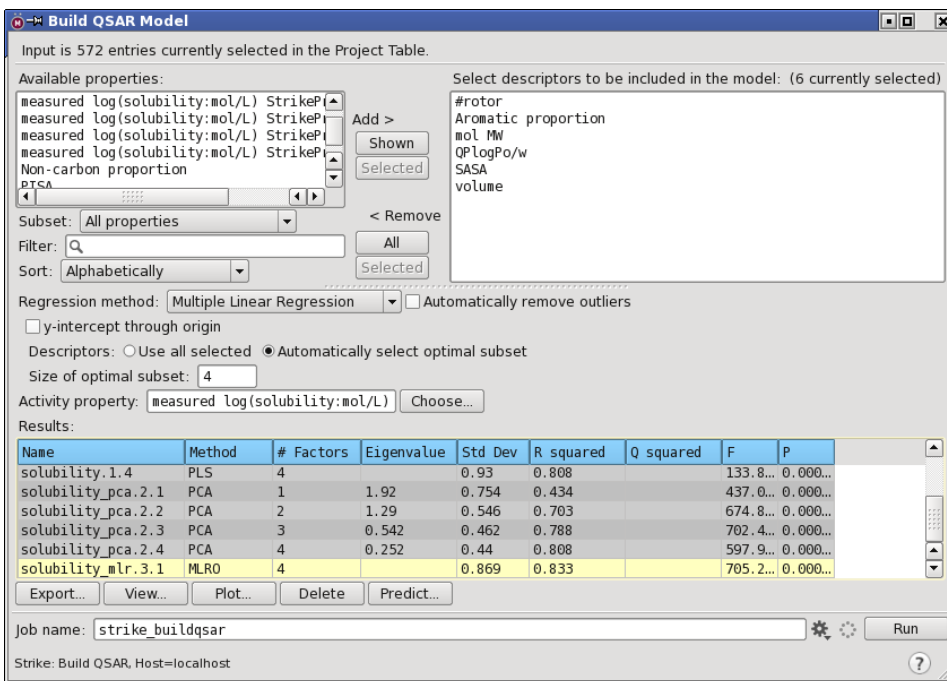 Build QSAR Model
Input is 572 entries currently selected in the Project Table.
Available properties:
measured log(solubility:mol/L) StrikePr
measured log(solubility:mol/L) StrikePr
measured log(solubility:mol/L) StrikePr
measured log(solubility:mol/L) StrikePr
Non-carbon proportion
PISA
Add >
Shown
Selected
< Remove
All
Selected
Select descriptors to be included in the model: (6 currently selected)
#rotor
Aromatic proportion
mol MW
QPlogPo/w
SASA
volume
Subset: All properties
Filter:
Sort: Alphabetically
Regression method: Multiple Linear Regression Automatically remove outliers
y-intercept through origin
Descriptors: Use all selected Automatically select optimal subset
Size of optimal subset: 4
Activity property: measured log(solubility:mol/L) Choose...
Results:
Name Method # Factors Eigenvalue Std Dev R squared Q squared F P
solubility.1.4 PLS 4 0.93 0.808 133.8... 0.000...
solubility_pca.2.1 PCA 1 1.92 0.754 0.434 437.0... 0.000...
solubility_pca.2.2 PCA 2 1.29 0.546 0.703 674.8... 0.000...
solubility_pca.2.3 PCA 3 0.542 0.462 0.788 702.4... 0.000...
solubility_pca.2.4 PCA 4 0.252 0.44 0.808 597.9... 0.000...
solubility_mlr.3.1 MLRO 4 0.869 0.833 705.2... 0.000...
Export... View... Plot... Delete Predict...
Job name: strike_buildqsar Run
Strike: Build QSAR, Host=localhost ?